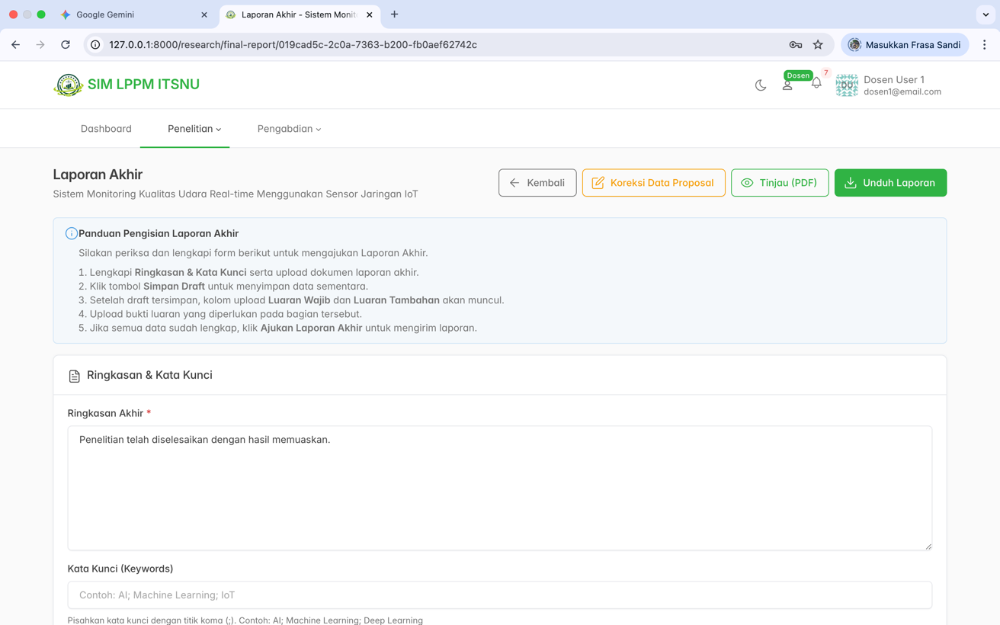 Google Gemini
Laporan Akhir - Sistem Monit
127.0.0.1:8000/research/final-report/019cad5c-2c0a-7363-b200-fb0aef62742c
Masukkan Frasa Sandi
SIM LPPM ITSNU
Dosen
7
DU
Dosen User 1
dosen1@email.com
Dashboard
Penelitian
Pengabdian
Laporan Akhir
Sistem Monitoring Kualitas Udara Real-time Menggunakan Sensor Jaringan IoT
Kembali
Koreksi Data Proposal
Tinjau (PDF)
Unduh Laporan
Panduan Pengisian Laporan Akhir
Silakan periksa dan lengkapi form berikut untuk mengajukan Laporan Akhir.
1. Lengkapi Ringkasan & Kata Kunci serta upload dokumen laporan akhir.
2. Klik tombol Simpan Draft untuk menyimpan data sementara.
3. Setelah draft tersimpan, kolom upload Luaran Wajib dan Luaran Tambahan akan muncul.
4. Upload bukti luaran yang diperlukan pada bagian tersebut.
5. Jika semua data sudah lengkap, klik Ajukan Laporan Akhir untuk mengirim laporan.
Ringkasan & Kata Kunci
Ringkasan Akhir *
Penelitian telah diselesaikan dengan hasil memuaskan.
Kata Kunci (Keywords)
Contoh: AI; Machine Learning; IoT
Pisahkan kata kunci dengan titik koma (;). Contoh: AI; Machine Learning; Deep Learning